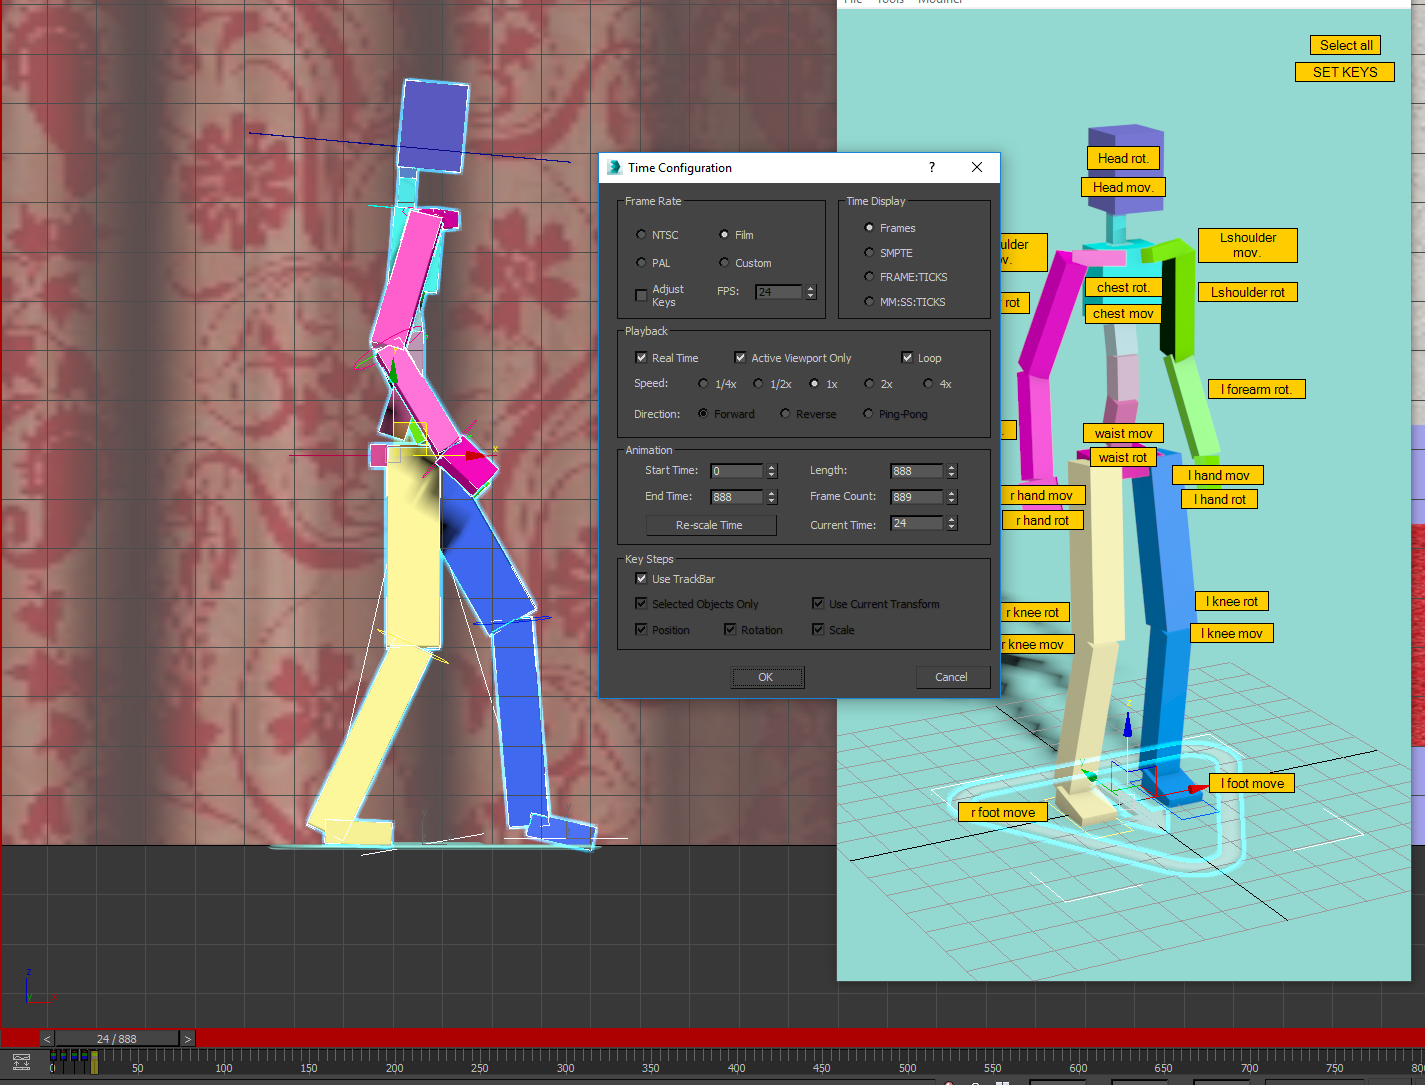 File Tools Modifier
Select all
SET KEYS
Head rot.
Head mov.
Lshoulder
mov.
chest rot.
Lshoulder rot
rot
chest mov
l forearm rot.
waist mov
waist rot
l hand mov
r hand mov
l hand rot
r hand rot
l knee rot
r knee rot
l knee mov
r knee mov
l foot move
r foot move
Time Configuration
?
Frame Rate
NTSC
Film
PAL
Custom
Adjust
Keys
FPS: 24
Time Display
Frames
SMPTE
FRAME:TICKS
MM:SS:TICKS
Playback
Real Time
Active Viewport Only
Loop
Speed: 1/4x 1/2x 1x 2x 4x
Direction: Forward Reverse Ping-Pong
Animation
Start Time: 0
Length: 888
End Time: 888
Frame Count: 889
Re-scale Time
Current Time: 24
Key Steps
Use TrackBar
Selected Objects Only
Use Current Transform
Position
Rotation
Scale
OK
Cancel
x
z
< 24 / 888 >
0 50 100 150 200 250 300 350 400 450 500 550 600 650 700 750